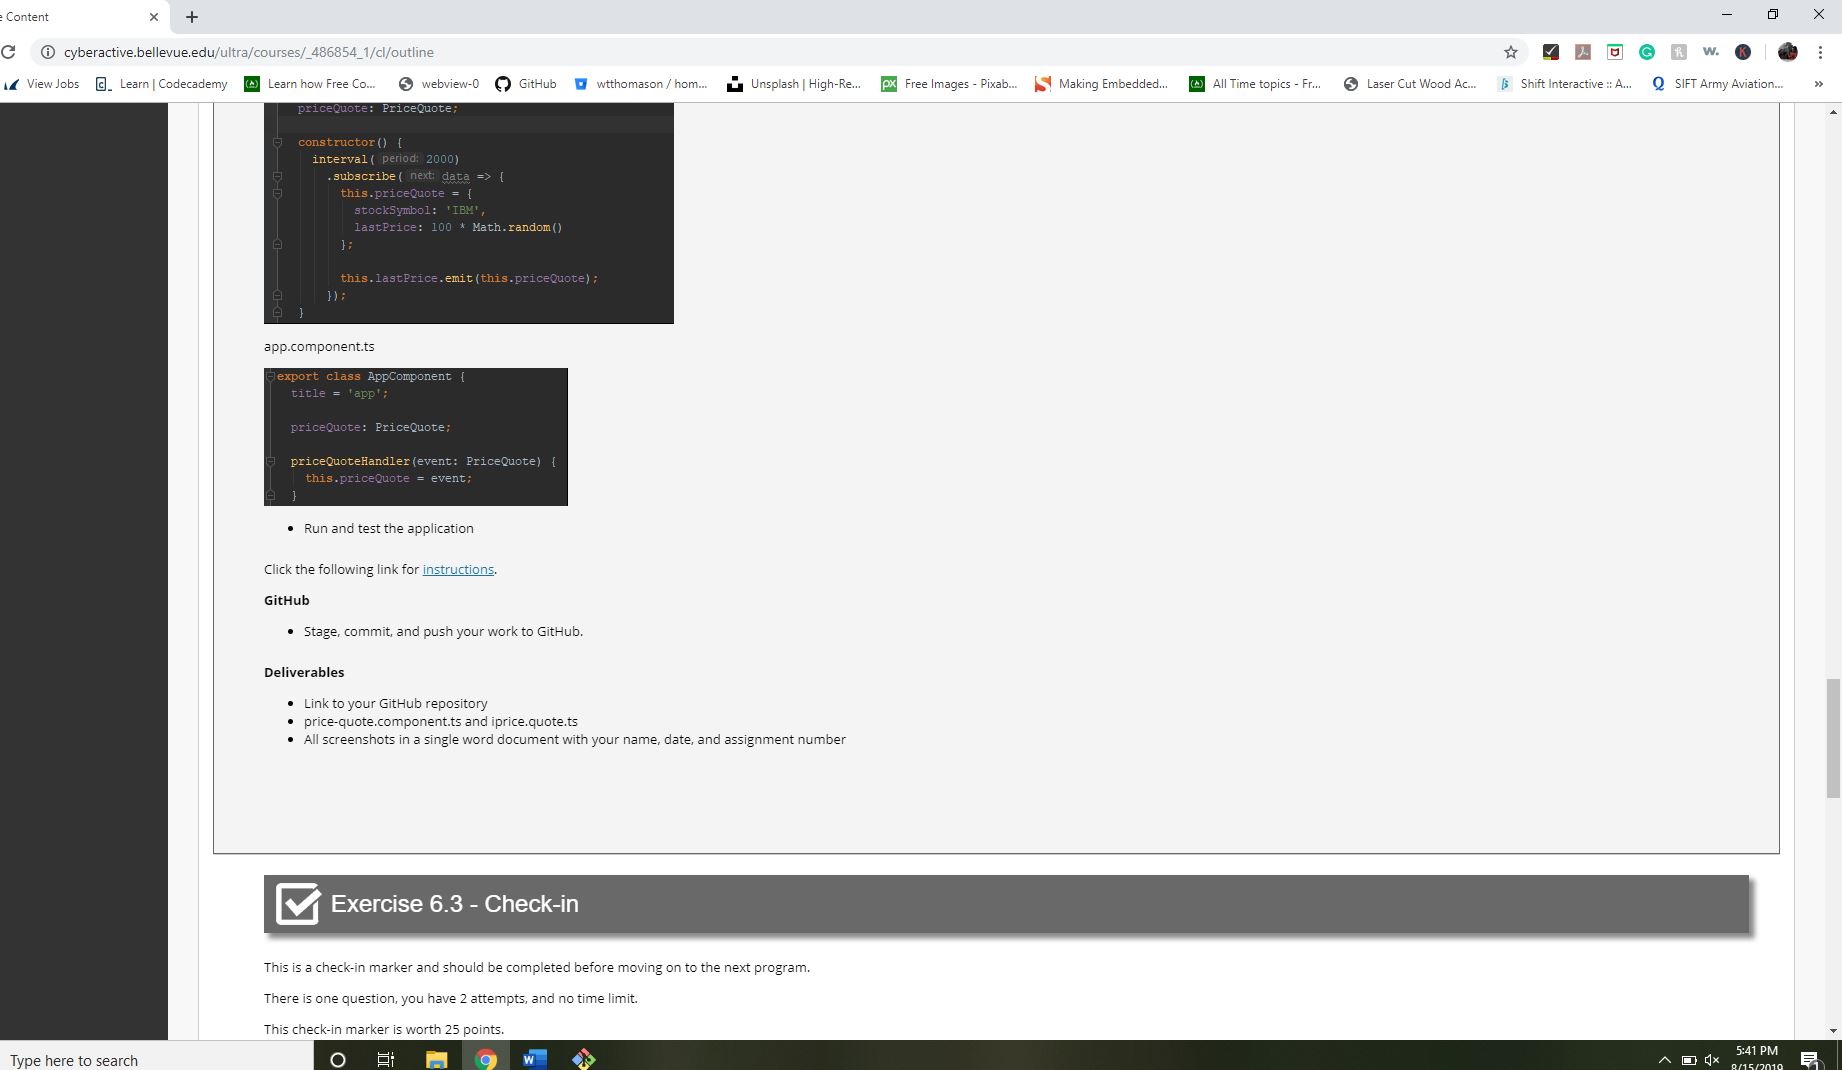 e Content
cyberactive.bellevue.edu/ultra/courses/_486854_1/cl/outline
View Jobs Learn | Codecademy Learn how Free Co... webview-0 GitHub wtthomason / hom... Unsplash | High-Re... Free Images - Pixab... Making Embedded... All Time topics - Fr... Laser Cut Wood Ac... Shift Interactive :: A... SIFT Army Aviation... »
priceQuote: PriceQuote;
constructor() {
interval( period: 2000)
.subscribe( next: data => {
this.priceQuote = {
stockSymbol: 'IBM',
lastPrice: 100 * Math.random()
};
this.lastPrice.emit(this.priceQuote);
});
}
app.component.ts
export class AppComponent {
title = 'app';
priceQuote: PriceQuote;
priceQuoteHandler(event: PriceQuote) {
this.priceQuote = event;
}
• Run and test the application
Click the following link for instructions.
GitHub
• Stage, commit, and push your work to GitHub.
Deliverables
• Link to your GitHub repository
• price-quote.component.ts and iprice.quote.ts
• All screenshots in a single word document with your name, date, and assignment number
Exercise 6.3 - Check-in
This is a check-in marker and should be completed before moving on to the next program.
There is one question, you have 2 attempts, and no time limit.
This check-in marker is worth 25 points.
Type here to search
5:41 PM
8/15/2019